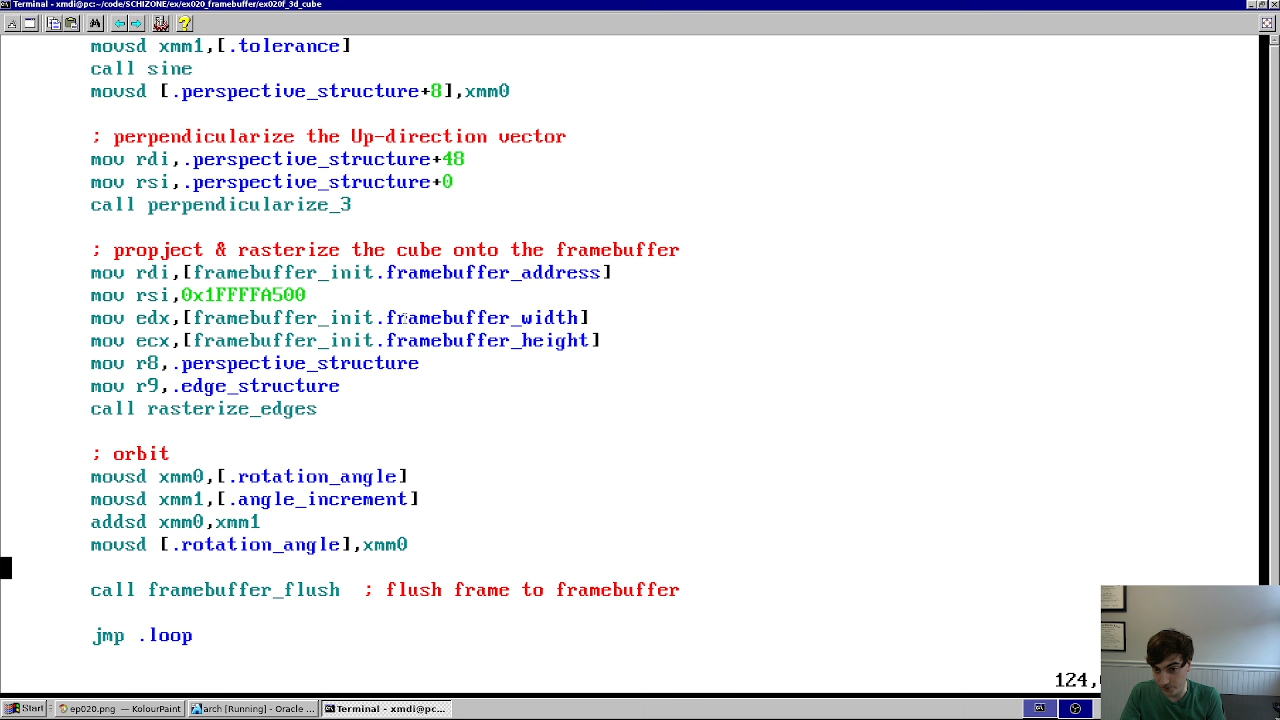 Terminal - xmdi@pc:~/code/SCHIZONE/ex/ex020_framebuffer/ex020f_3d_cube
movsd xmm1,[.tolerance]
call sine
movsd [.perspective_structure+8],xmm0
; perpendicularize the Up-direction vector
mov rdi,.perspective_structure+48
mov rsi,.perspective_structure+0
call perpendicularize_3
; propject & rasterize the cube onto the framebuffer
mov rdi,[framebuffer_init.framebuffer_address]
mov rsi,0x1FFFFA500
mov edx,[framebuffer_init.framebuffer_width]
mov ecx,[framebuffer_init.framebuffer_height]
mov r8,.perspective_structure
mov r9,.edge_structure
call rasterize_edges
; orbit
movsd xmm0,[.rotation_angle]
movsd xmm1,[.angle_increment]
addsd xmm0,xmm1
movsd [.rotation_angle],xmm0
call framebuffer_flush ; flush frame to framebuffer
jmp .loop
124,
Start
ep020.png — KolourPaint
arch [Running] - Oracle ...
Terminal - xmdi@pc...